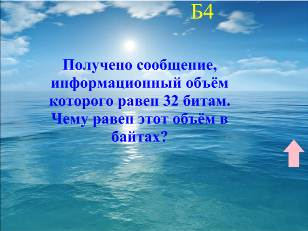 Б4
Получено сообщение,
информационный объём
которого равен 32 битам.
Чему равен этот объём в
байтах?